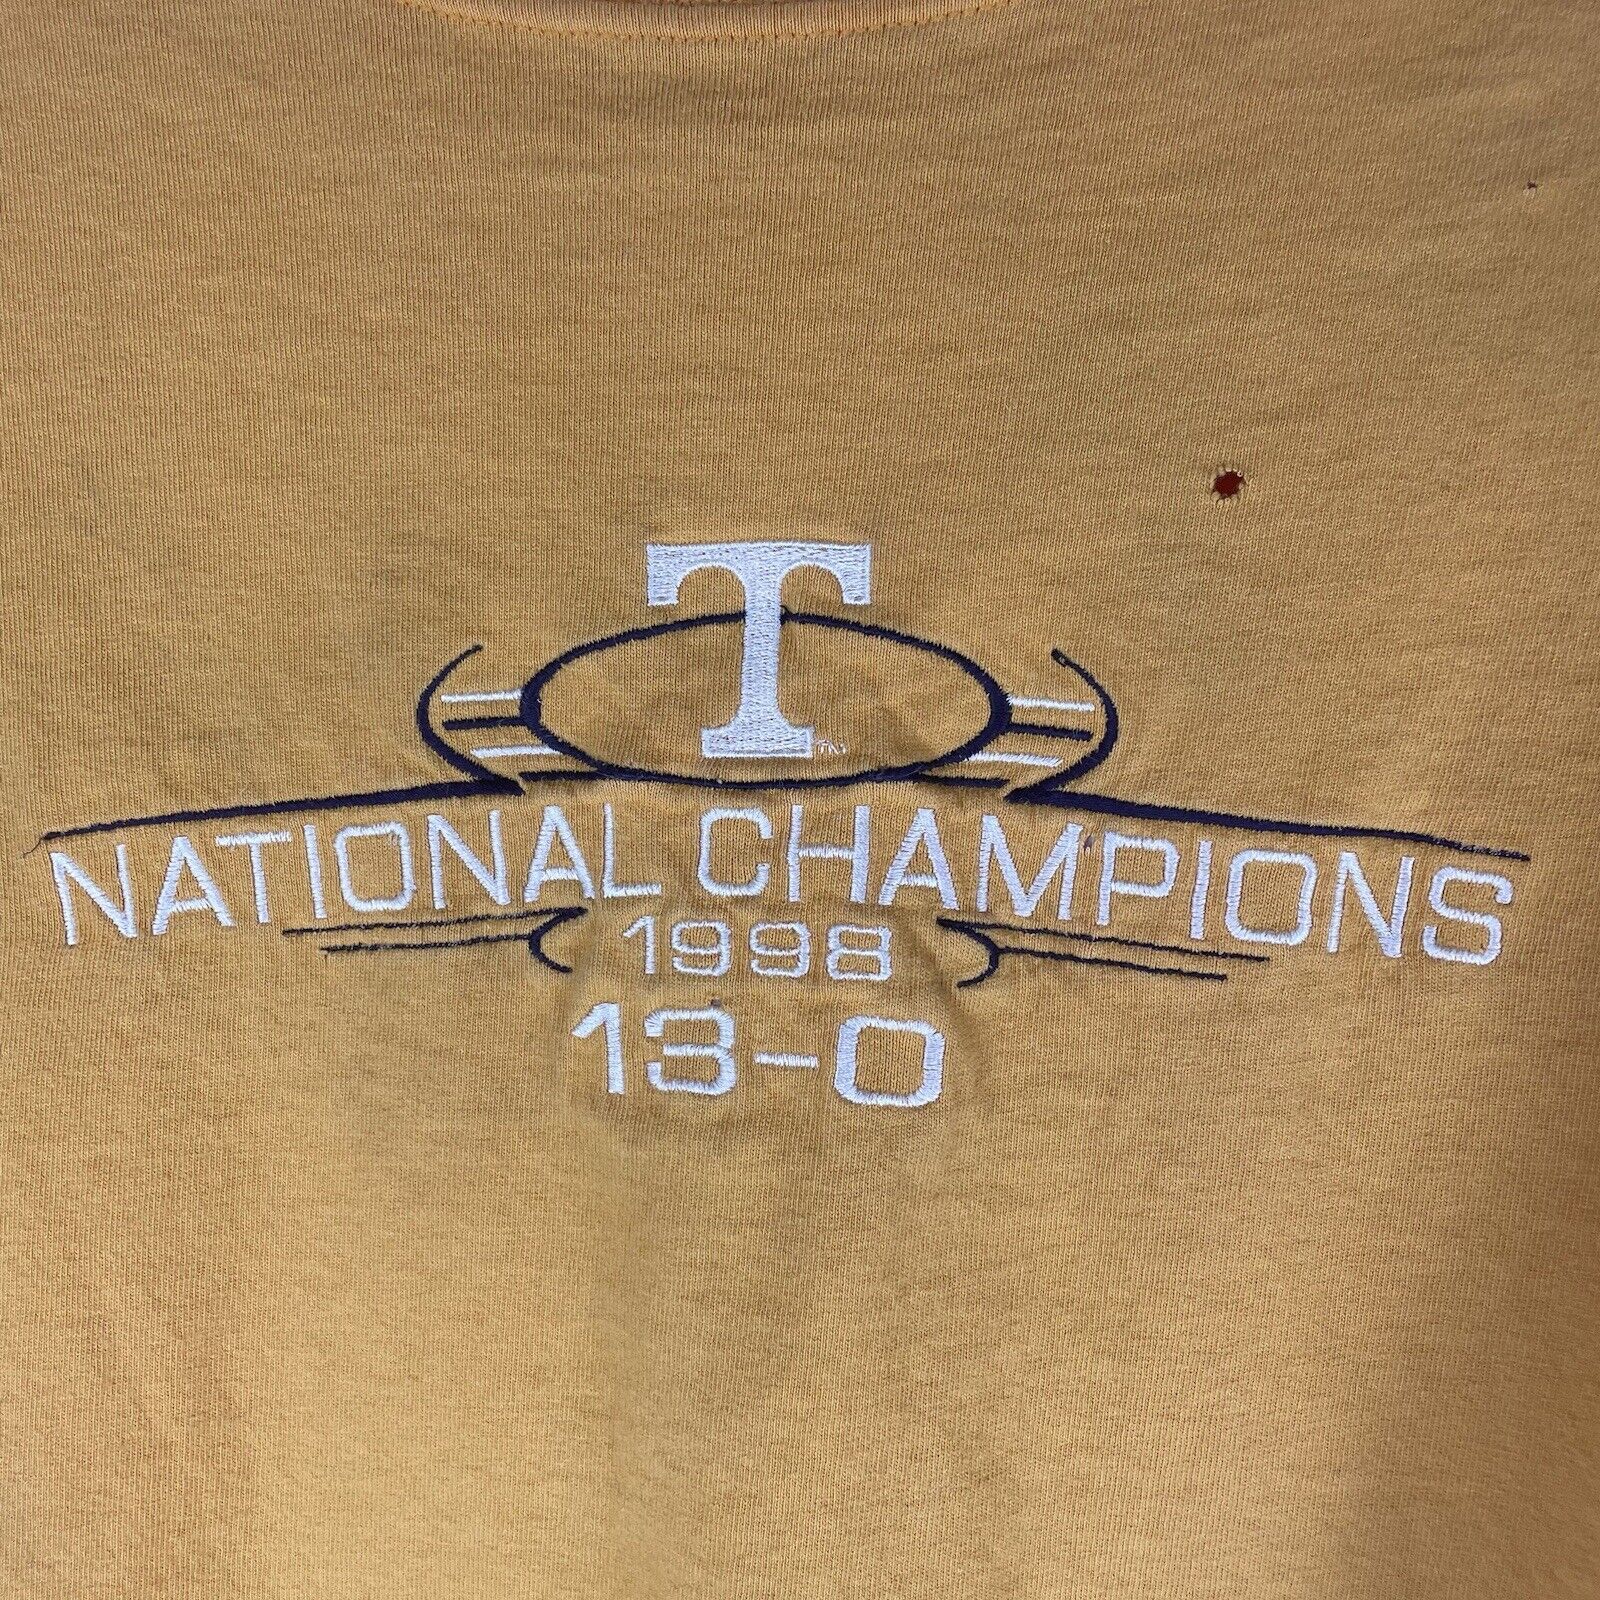 T
TM
NATIONAL CHAMPIONS
1998
13-0